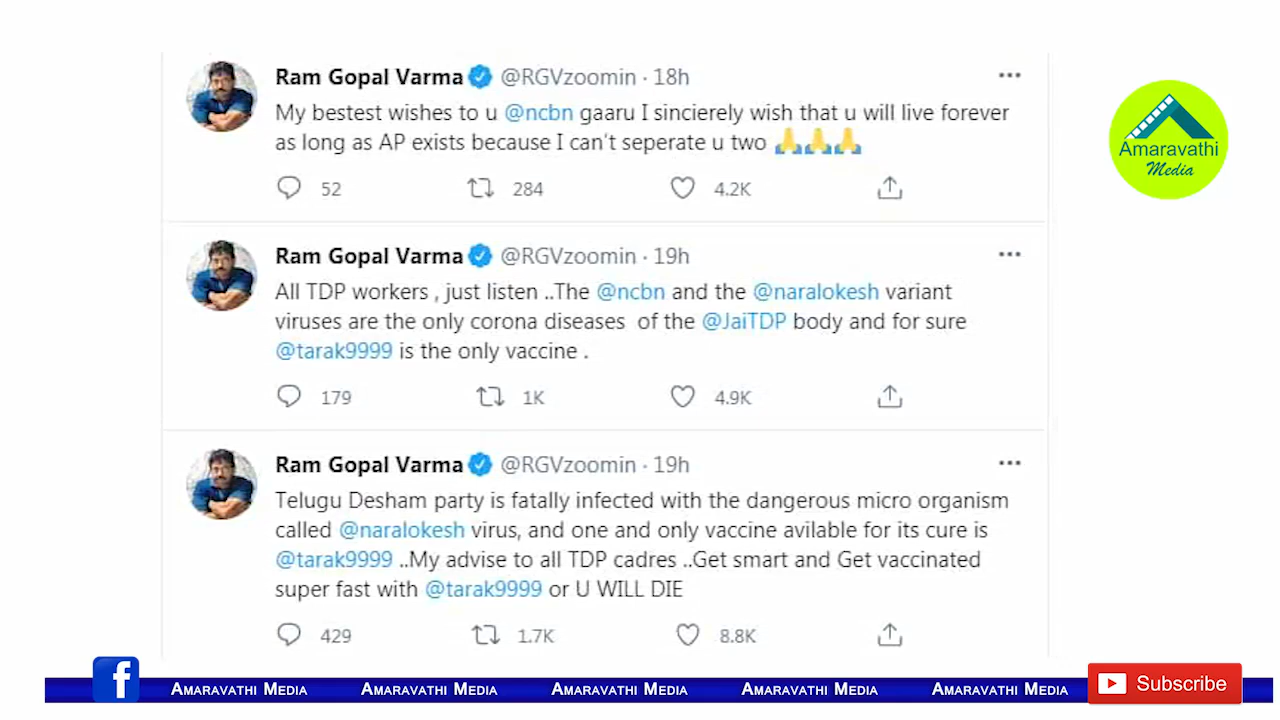 Ram Gopal Varma @RGVzoomin · 18h
My bestest wishes to u @ncbn gaaru I sincierely wish that u will live forever
as long as AP exists because I can't seperate u two 🙏🙏🙏
52 284 4.2K
Ram Gopal Varma @RGVzoomin · 19h
All TDP workers , just listen ..The @ncbn and the @naralokesh variant
viruses are the only corona diseases of the @JaiTDP body and for sure
@tarak9999 is the only vaccine .
179 1K 4.9K
Ram Gopal Varma @RGVzoomin · 19h
Telugu Desham party is fatally infected with the dangerous micro organism
called @naralokesh virus, and one and only vaccine avilable for its cure is
@tarak9999 ..My advise to all TDP cadres ..Get smart and Get vaccinated
super fast with @tarak9999 or U WILL DIE
429 1.7K 8.8K
Amaravathi
Media
f Amaravathi Media Amaravathi Media Amaravathi Media Amaravathi Media Amaravathi Media
Subscribe